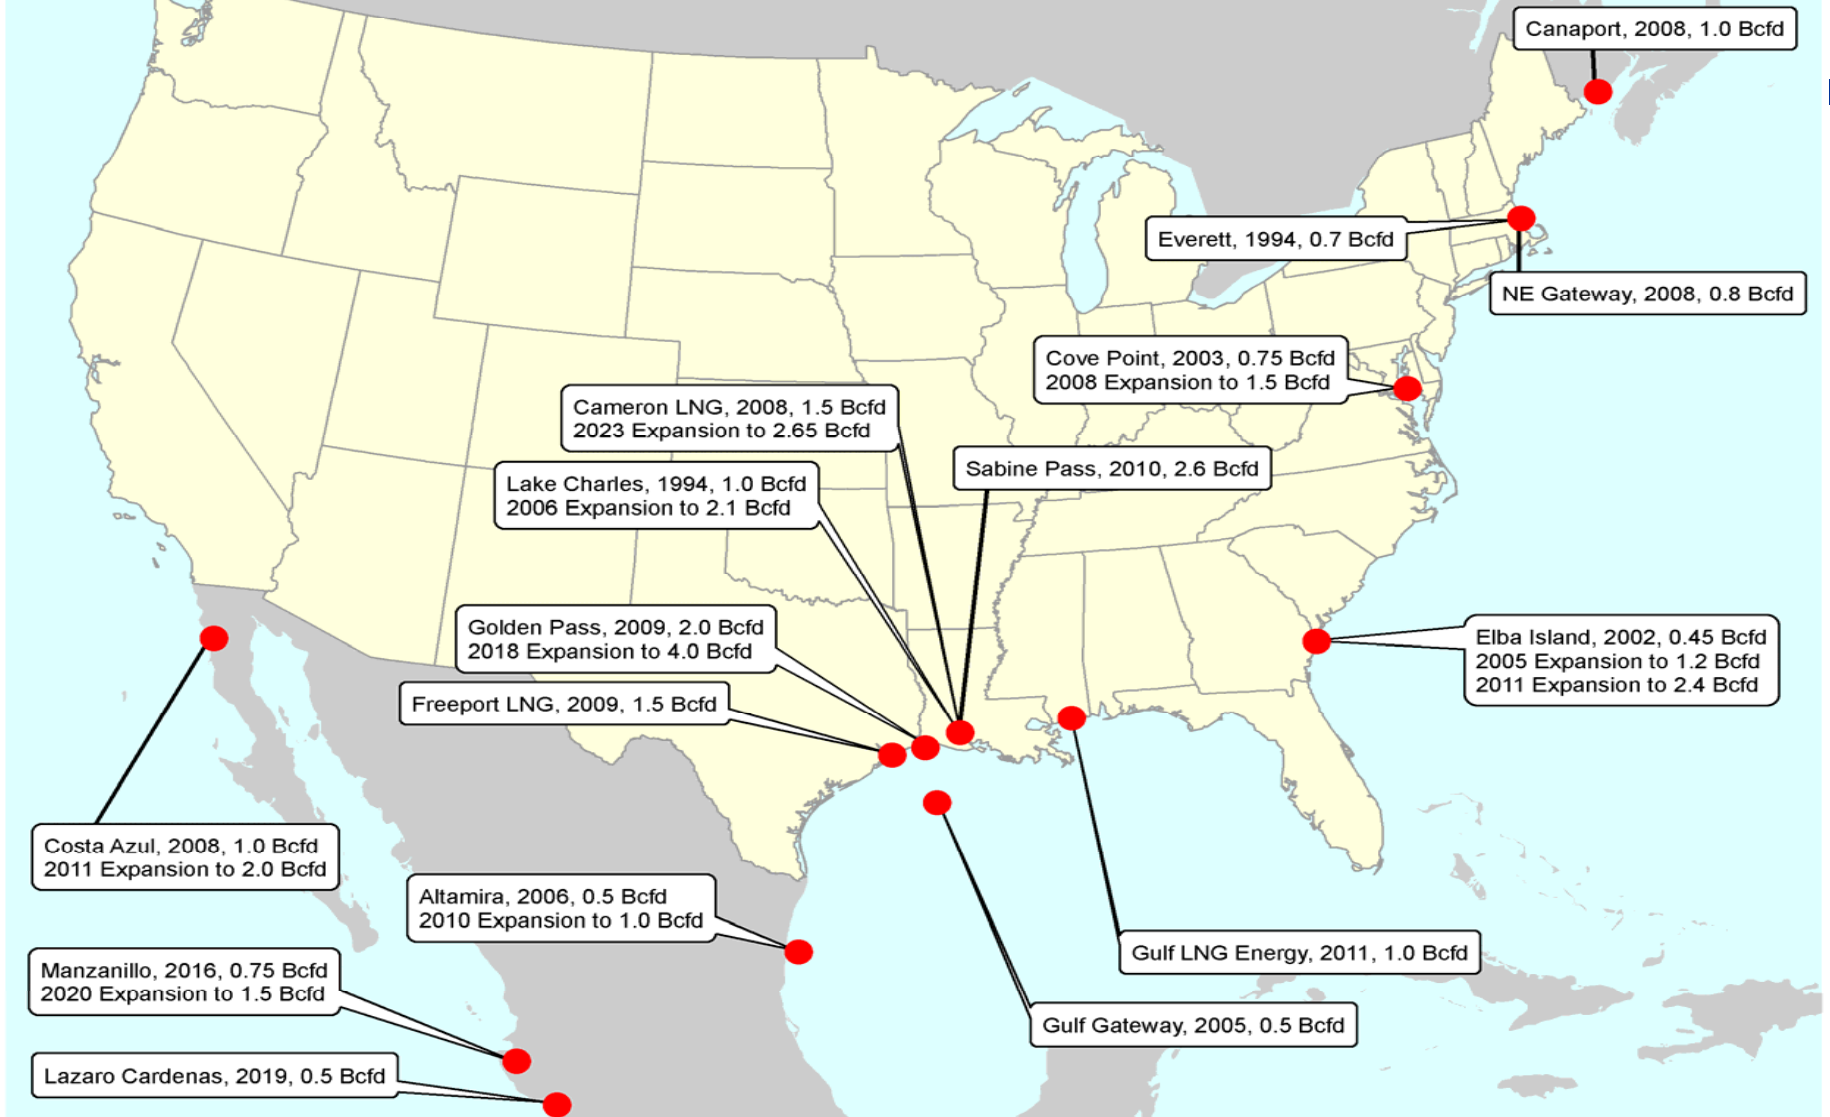 Canaport, 2008, 1.0 Bcfd
Everett, 1994, 0.7 Bcfd
NE Gateway, 2008, 0.8 Bcfd
Cove Point, 2003, 0.75 Bcfd
2008 Expansion to 1.5 Bcfd
Cameron LNG, 2008, 1.5 Bcfd
2023 Expansion to 2.65 Bcfd
Sabine Pass, 2010, 2.6 Bcfd
Lake Charles, 1994, 1.0 Bcfd
2006 Expansion to 2.1 Bcfd
Golden Pass, 2009, 2.0 Bcfd
2018 Expansion to 4.0 Bcfd
Elba Island, 2002, 0.45 Bcfd
2005 Expansion to 1.2 Bcfd
2011 Expansion to 2.4 Bcfd
Freeport LNG, 2009, 1.5 Bcfd
Costa Azul, 2008, 1.0 Bcfd
2011 Expansion to 2.0 Bcfd
Altamira, 2006, 0.5 Bcfd
2010 Expansion to 1.0 Bcfd
Gulf LNG Energy, 2011, 1.0 Bcfd
Manzanillo, 2016, 0.75 Bcfd
2020 Expansion to 1.5 Bcfd
Gulf Gateway, 2005, 0.5 Bcfd
Lazaro Cardenas, 2019, 0.5 Bcfd